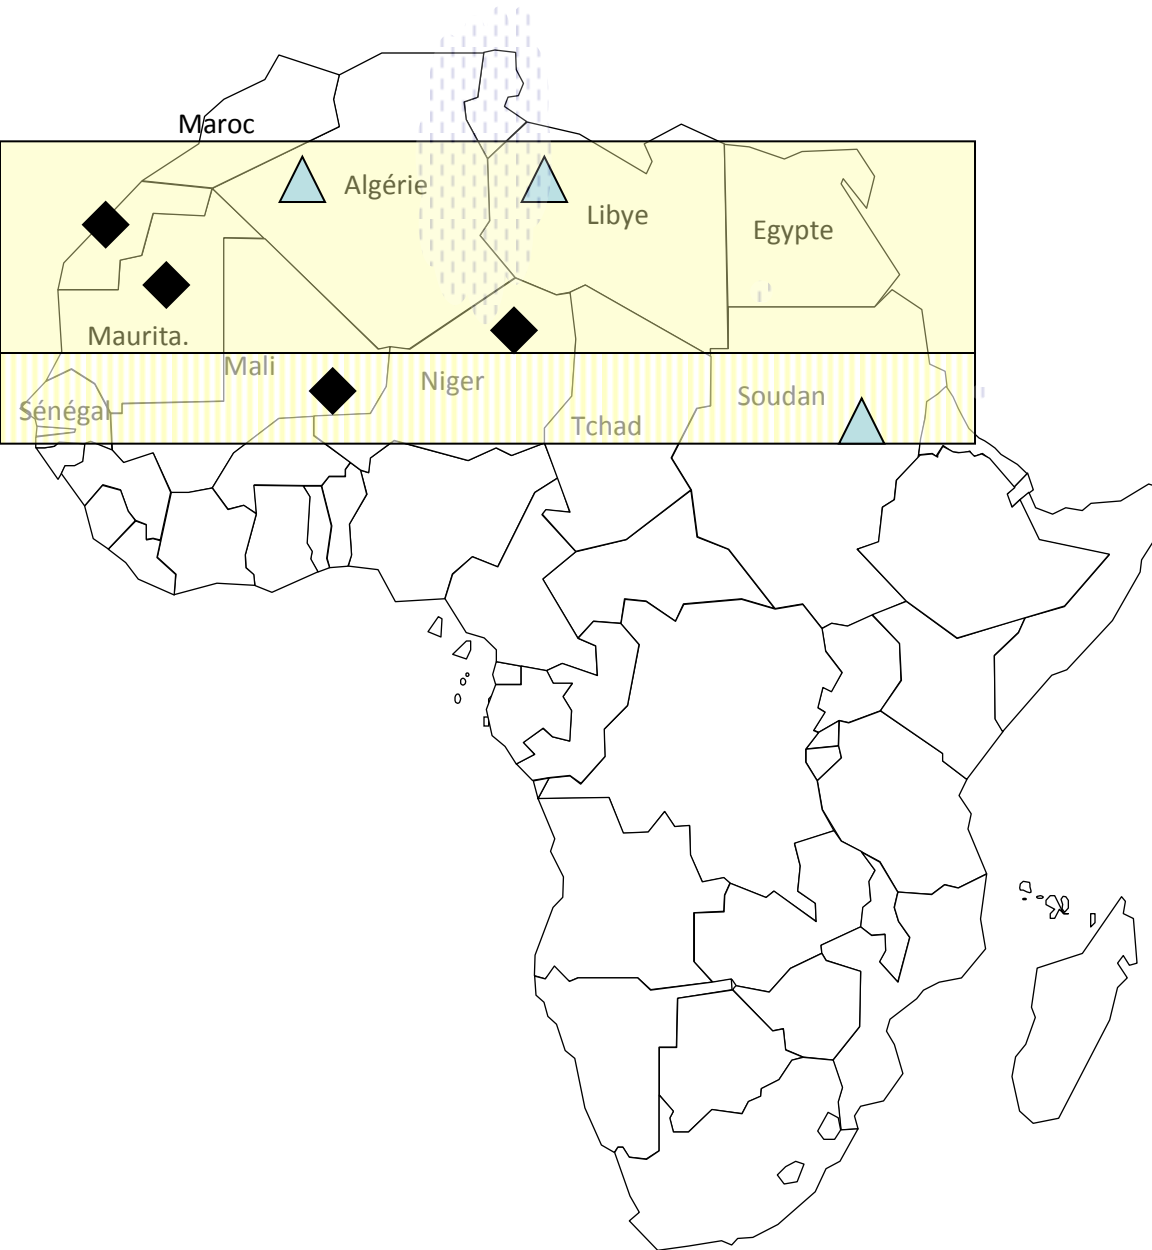 Maroc
Algérie
Libye
Egypte
Maurita.
Mali
Niger
Soudan
Sénégal
Tchad